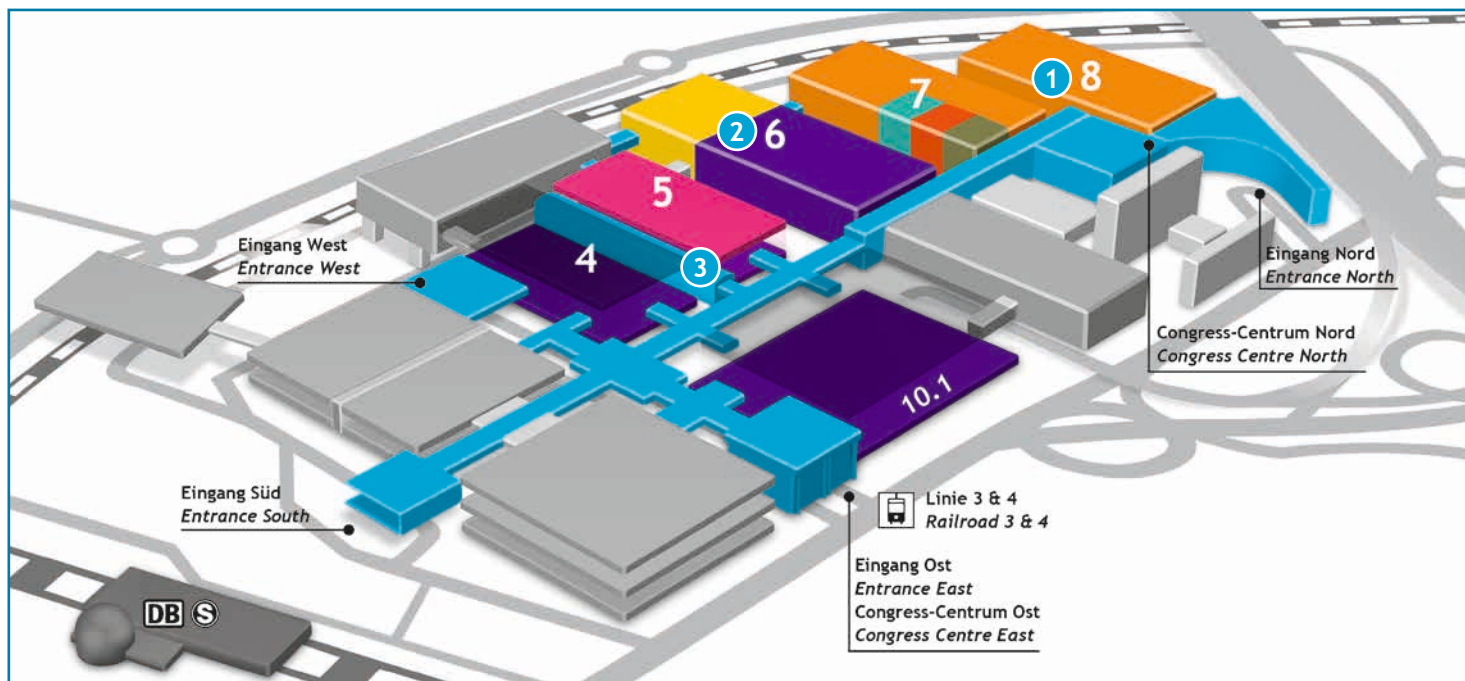 1
8
7
2
6
5
Eingang West
Entrance West
4
3
Eingang Nord
Entrance North
Congress-Centrum Nord
Congress Centre North
10.1
Eingang Süd
Entrance South
Linie 3 & 4
Railroad 3 & 4
Eingang Ost
Entrance East
Congress-Centrum Ost
Congress Centre East
DB S